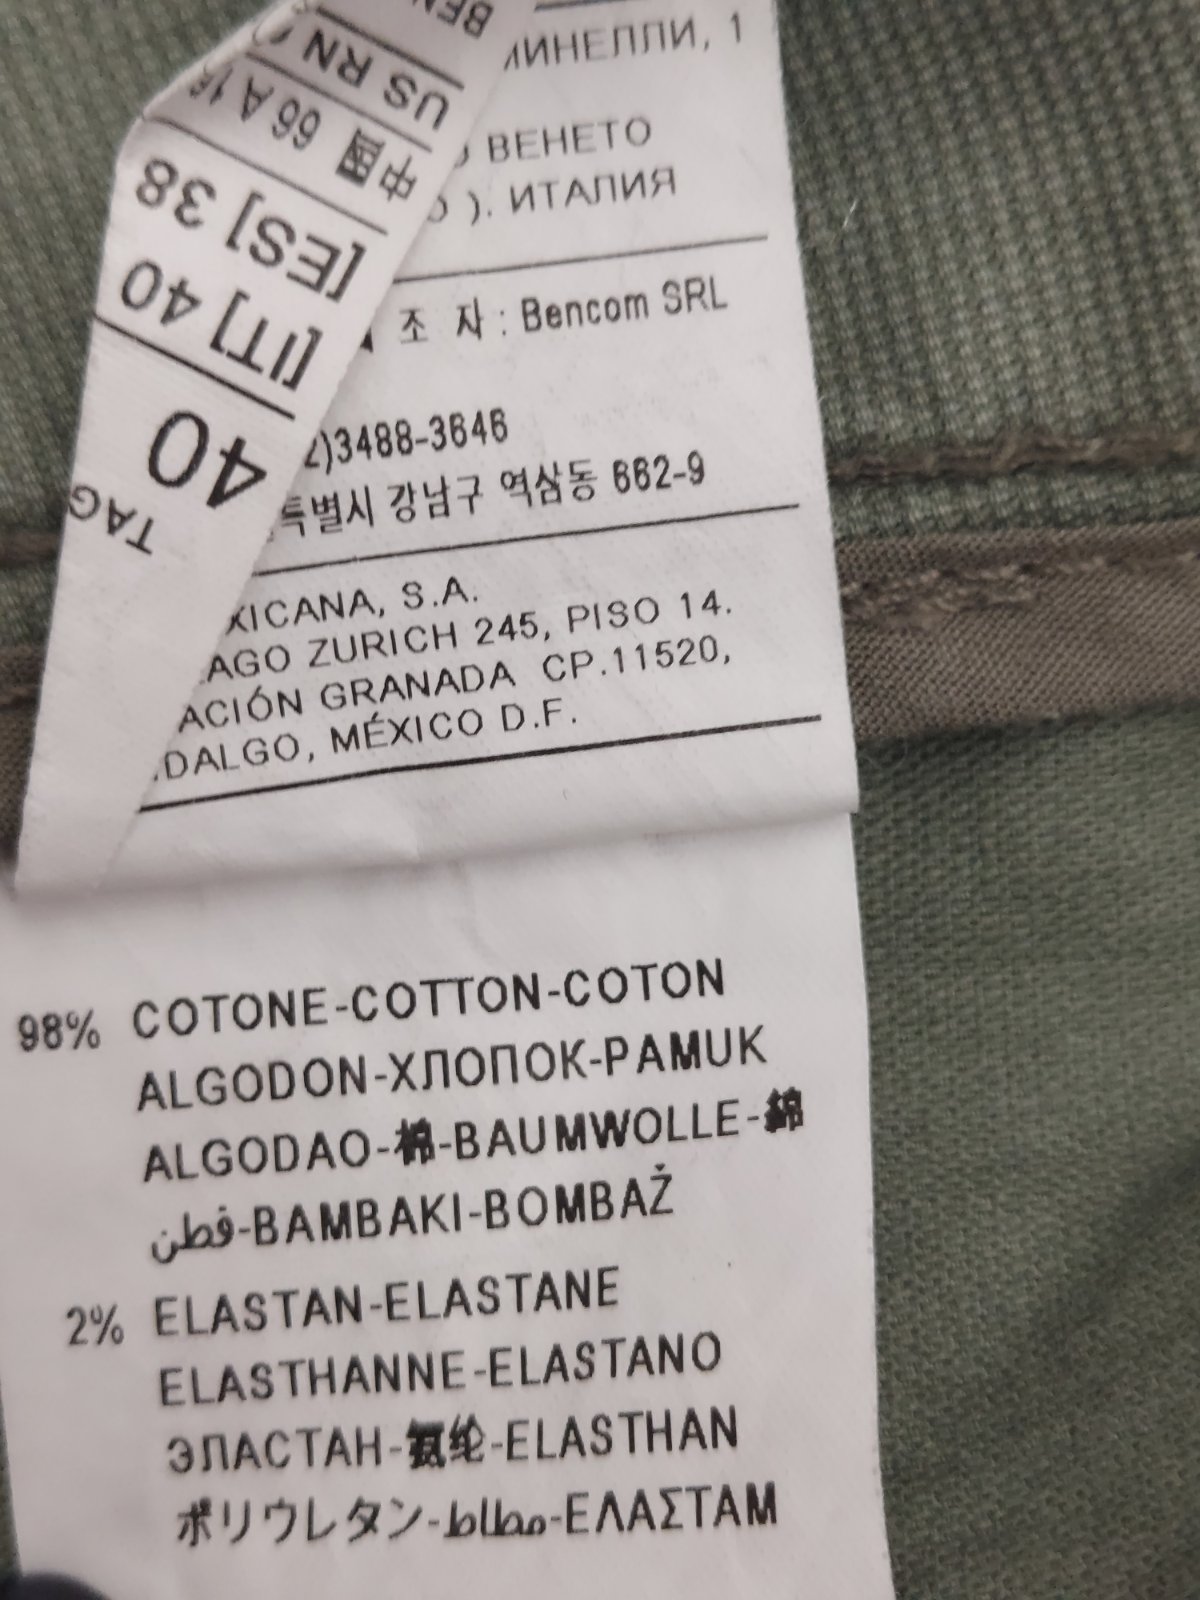 BEN
US RN
中国 66 A 16
[ES] 38
[IT] 40
40
TAG
МИНЕЛЛИ, 1
ВЕНЕТО
). ИТАЛИЯ
조 자 : Bencom SRL
2)3488-3646
특별시 강남구 역삼동 662-9
XICANA, S.A.
AGO ZURICH 245, PISO 14.
ACIÓN GRANADA CP.11520,
DALGO, MÉXICO D.F.
98% COTONE-COTTON-COTON
ALGODON-ХЛОПОК-PAMUK
ALGODAO-棉-BAUMWOLLE-綿
قطن-BAMBAKI-BOMBAŽ
2% ELASTAN-ELASTANE
ELASTHANNE-ELASTANO
ЭЛАСТАН-氨纶-ELASTHAN
ポリウレタン-مطاط-ΕΛΑΣΤΑΜ